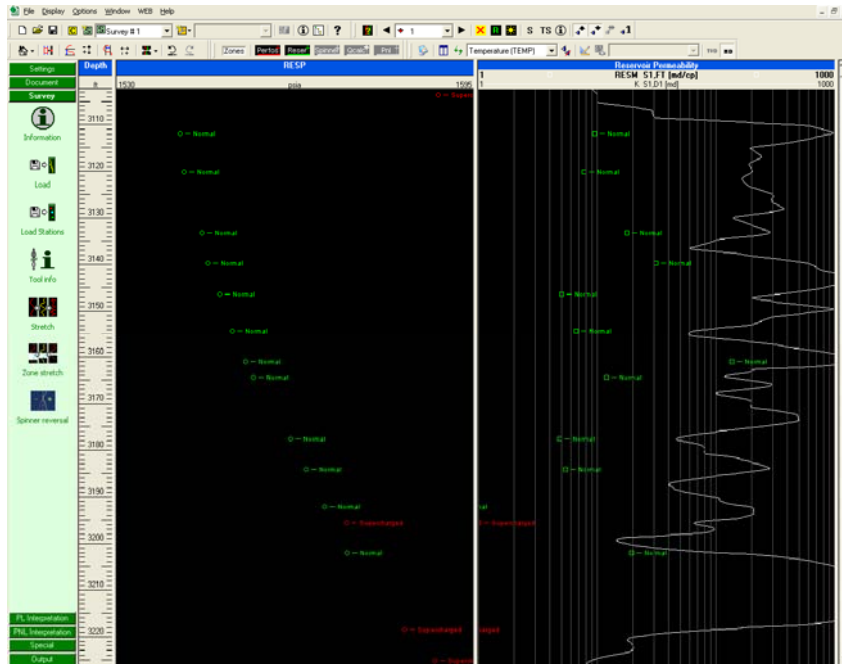 File Display Options Window WEB Help
Survey # 1
1
S TS
Zones Perfod Reser Spinnel Qcalc Pni
Temperature (TEMP)
Settings
Document
Survey
Information
Load
Load Stations
Tool info
Stretch
Zone stretch
Spinner reversal
PL Interpretation
PNL Interpretation
Special
Output
Depth
ft
3110
3120
3130
3140
3150
3160
3170
3180
3190
3200
3210
3220
RESP
1530 psia 1595
Normal
Normal
Normal
Normal
Normal
Normal
Normal
Normal
Normal
Normal
Normal
Supercharged
Normal
Supercharged
Reservoir Permeability
1 RESM S1,FT [md/cp] 1000
1 K S1,D1 [md] 1000
Normal
Normal
Normal
Normal
Normal
Normal
Normal
Normal
Normal
Normal
Supercharged
Normal